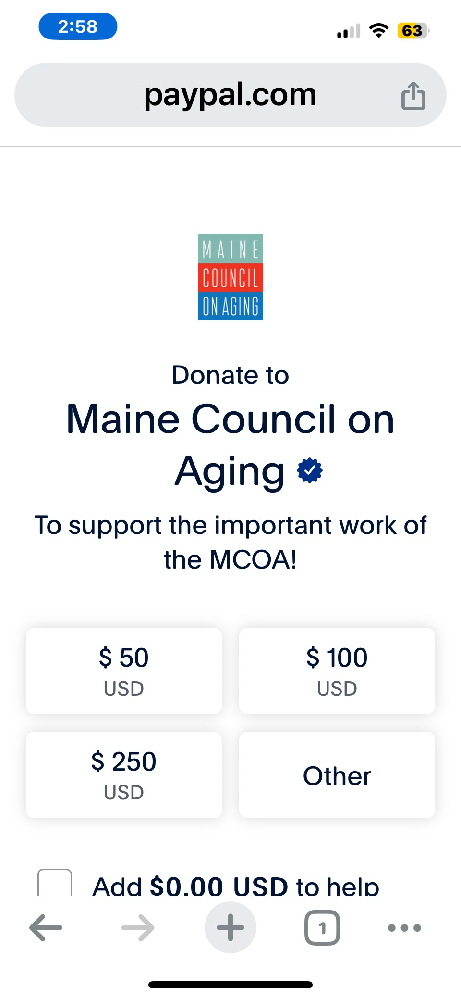 2:58
63
paypal.com
MAINE
COUNCIL
ON AGING
Donate to
Maine Council on
Aging
To support the important work of
the MCOA!
$ 50
USD
$ 100
USD
$ 250
USD
Other
Add $0.00 USD to help
1